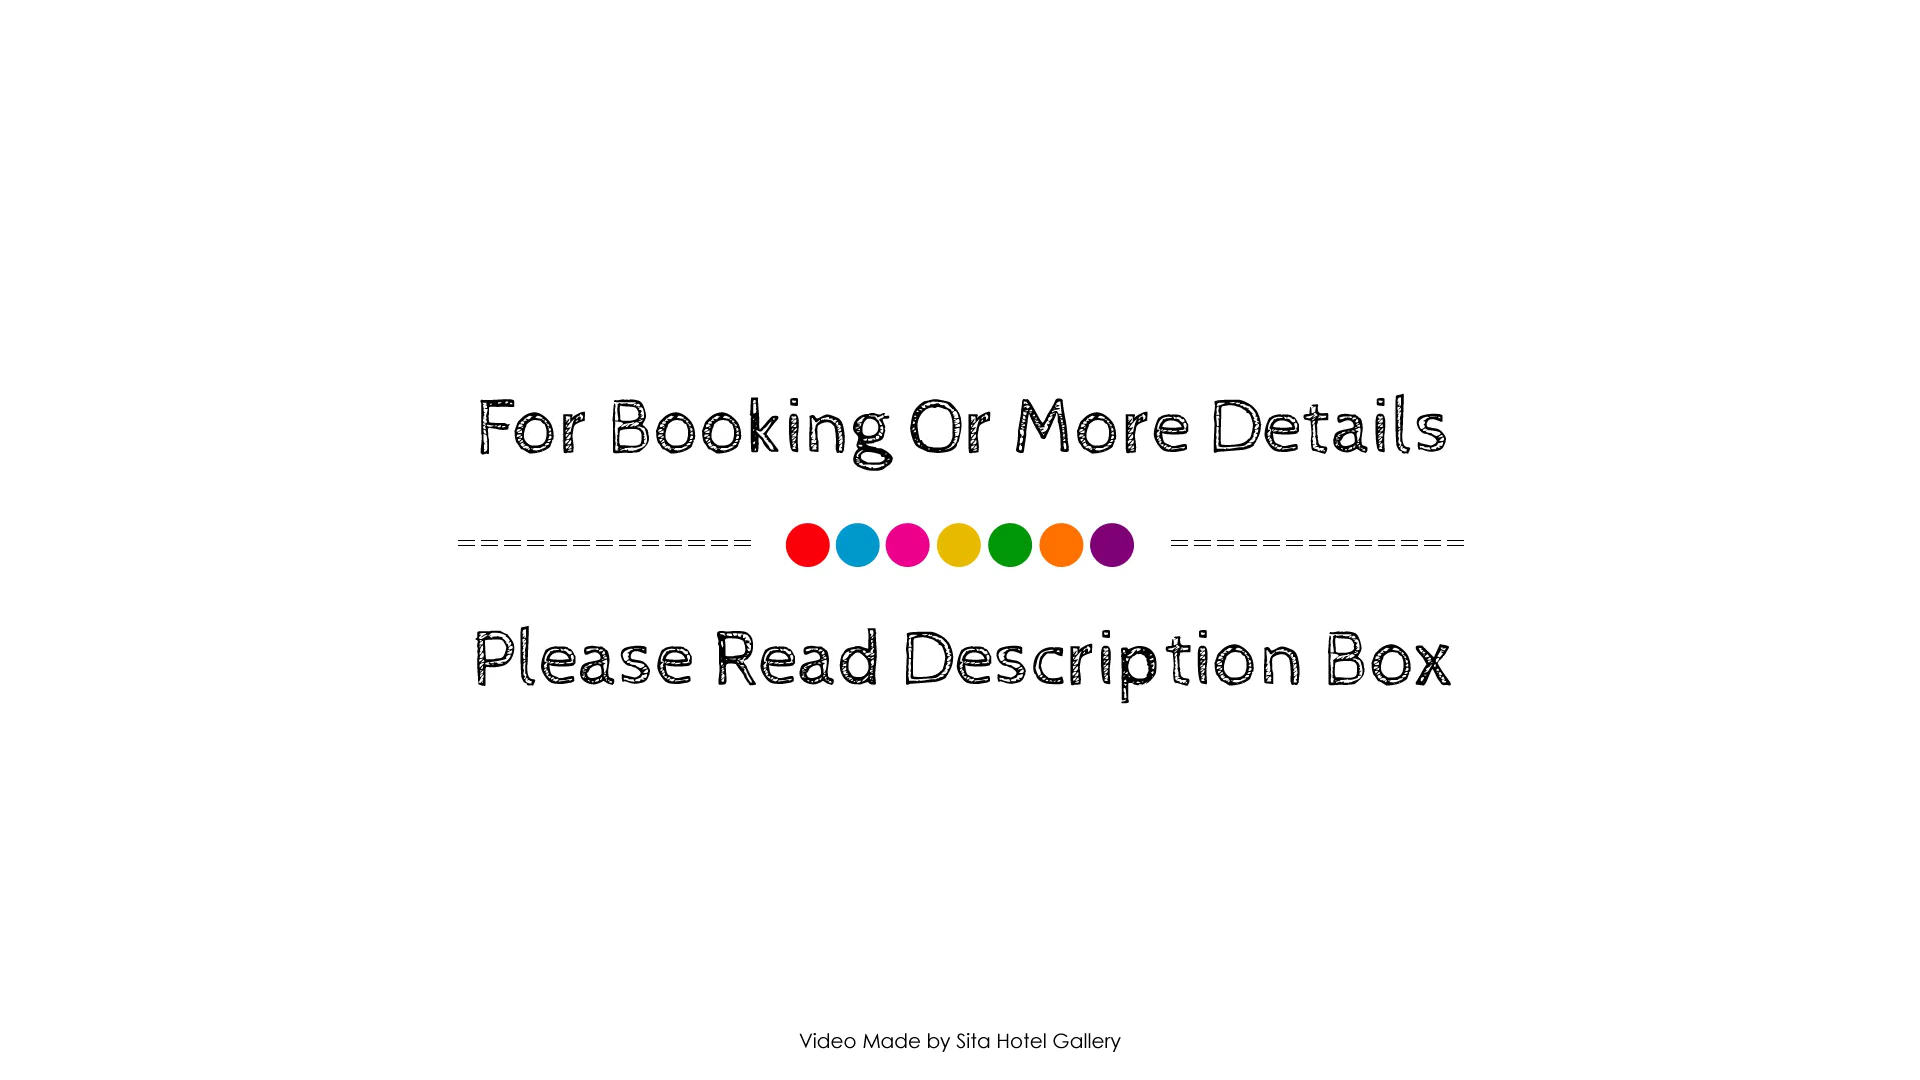 For Booking Or More Details
============= =============
Please Read Description Box
Video Made by Sita Hotel Gallery